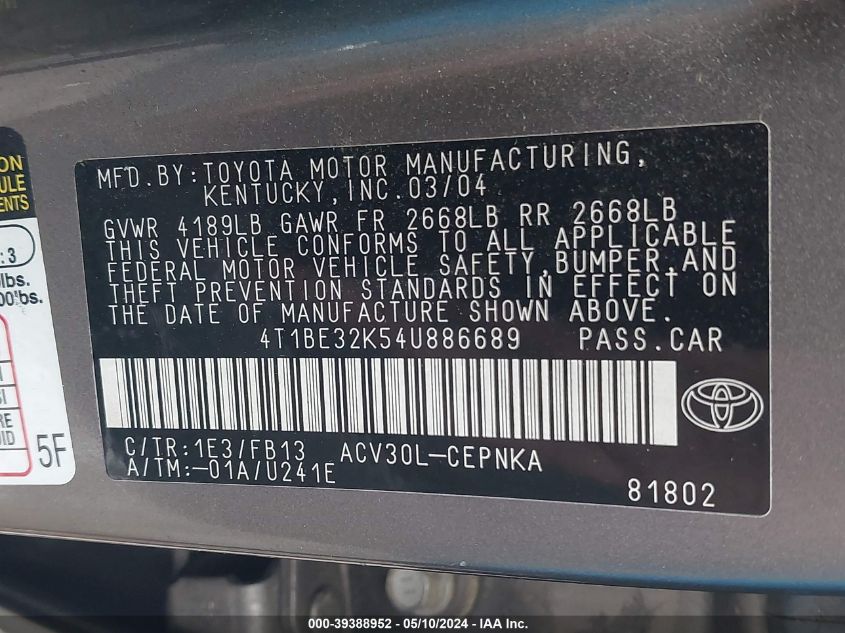 MFD.BY:TOYOTA MOTOR MANUFACTURING,
KENTUCKY,INC.03/04
GVWR 4189LB GAWR FR 2668LB RR 2668LB
THIS VEHICLE CONFORMS TO ALL APPLICABLE
FEDERAL MOTOR VEHICLE SAFETY,BUMPER,AND
THEFT PREVENTION STANDARDS IN EFFECT ON
THE DATE OF MANUFACTURE SHOWN ABOVE.
4T1BE32K54U886689 PASS.CAR
C/TR:1E3/FB13 ACV30L-CEPNKA
A/TM:-01A/U241E
81802
: 3
lbs.
5F
000-39388952 - 05/10/2024 - IAA Inc.